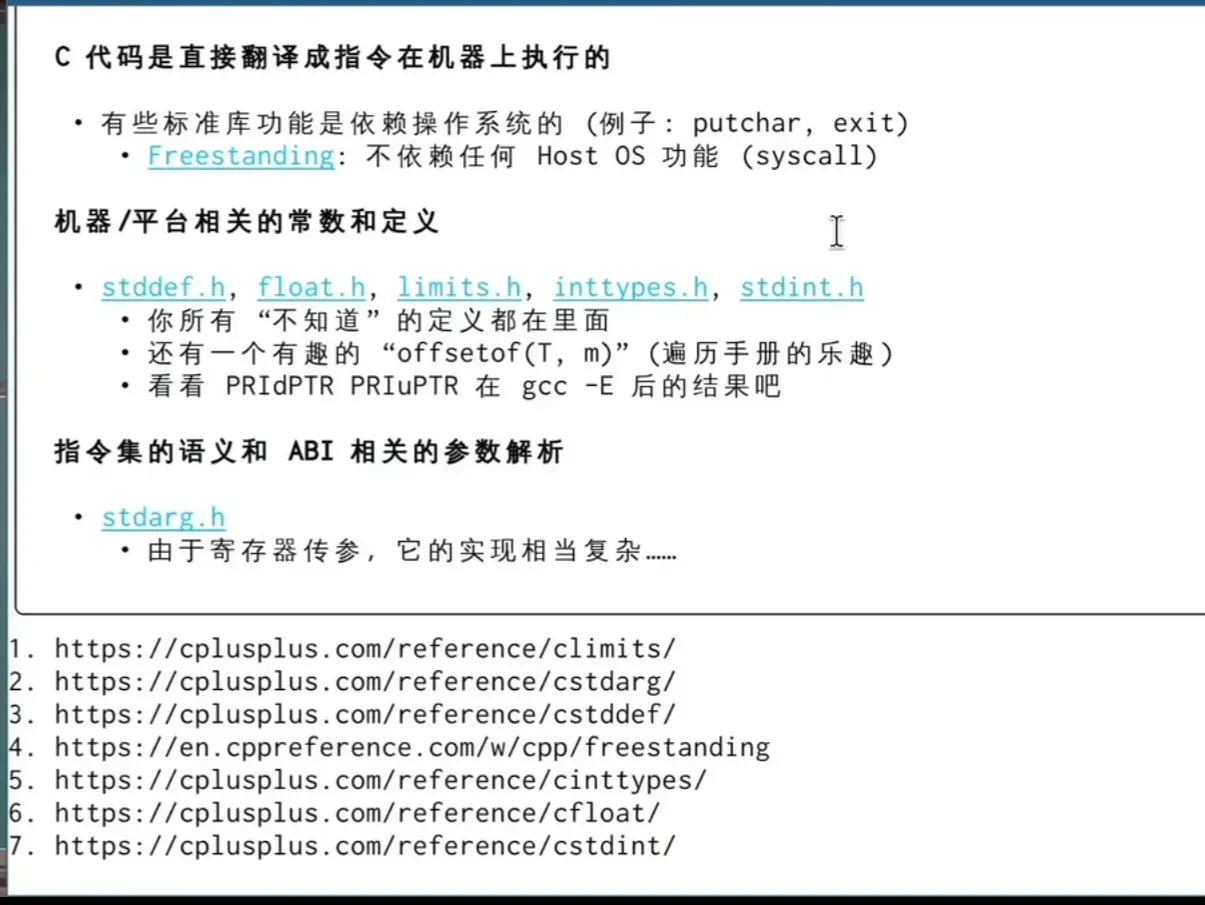 C 代码是直接翻译成指令在机器上执行的
• 有些标准库功能是依赖操作系统的 (例子: putchar, exit)
• Freestanding: 不依赖任何 Host OS 功能 (syscall)
机器/平台相关的常数和定义
• stddef.h, float.h, limits.h, inttypes.h, stdint.h
• 你所有 “不知道” 的定义都在里面
• 还有一个有趣的 “offsetof(T, m)” (遍历手册的乐趣)
• 看看 PRIdPTR PRIuPTR 在 gcc -E 后的结果吧
指令集的语义和 ABI 相关的参数解析
• stdarg.h
• 由于寄存器传参, 它的实现相当复杂……
1. https://cplusplus.com/reference/climits/
2. https://cplusplus.com/reference/cstdarg/
3. https://cplusplus.com/reference/cstddef/
4. https://en.cppreference.com/w/cpp/freestanding
5. https://cplusplus.com/reference/cinttypes/
6. https://cplusplus.com/reference/cfloat/
7. https://cplusplus.com/reference/cstdint/